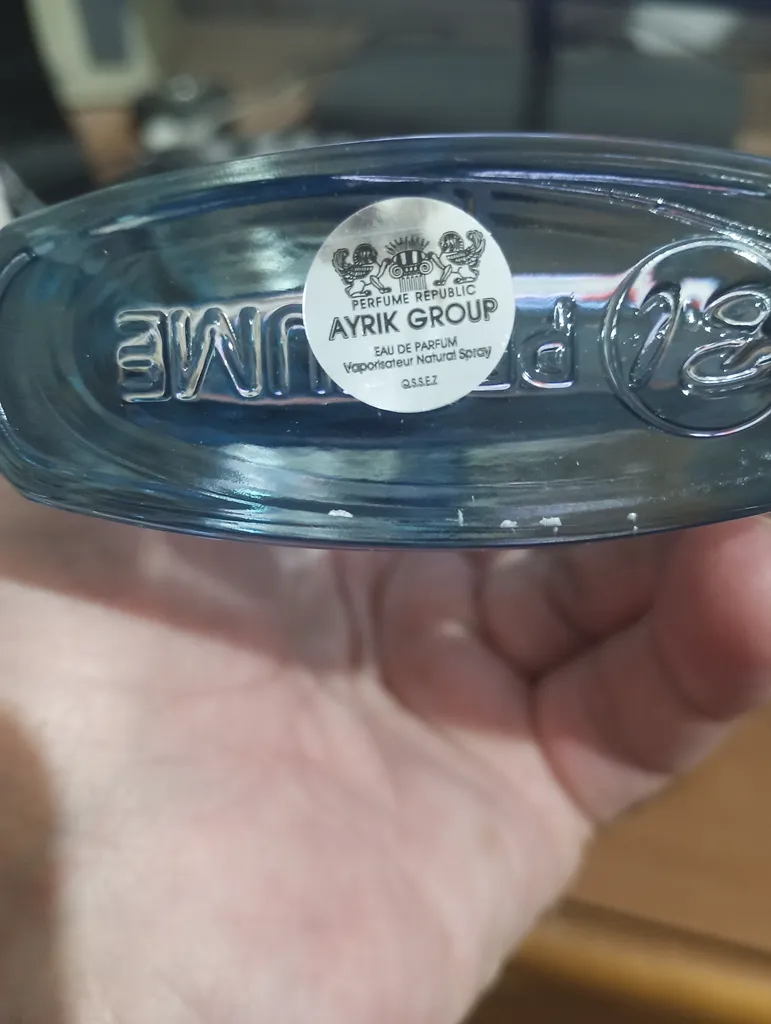 PERFUME REPUBLIC
AYRIK GROUP
EAU DE PARFUM
Vaporisateur Natural Spray
Q.S.S.E.Z